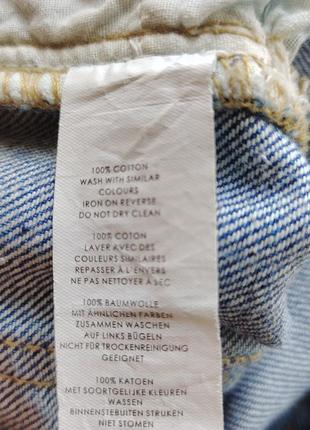 100% COTTON
WASH WITH SIMILAR
COLOURS
IRON ON REVERSE
DO NOT DRY CLEAN
100% COTON
LAVER AVEC DES
COULEURS SIMILAIRES
REPASSER À L'ENVERS
NE PAS NETTOYER À SEC
100% BAUMWOLLE
MIT ÄHNLICHEN FARBEN
ZUSAMMEN WASCHEN
AUF LINKS BÜGELN
NICHT FÜR TROCKENREINIGUNG
GEEIGNET
100% KATOEN
MET SOORTGELIJKE KLEUREN
WASSEN
BINNENSTEBUITEN STRIJKEN
NIET STOMEN